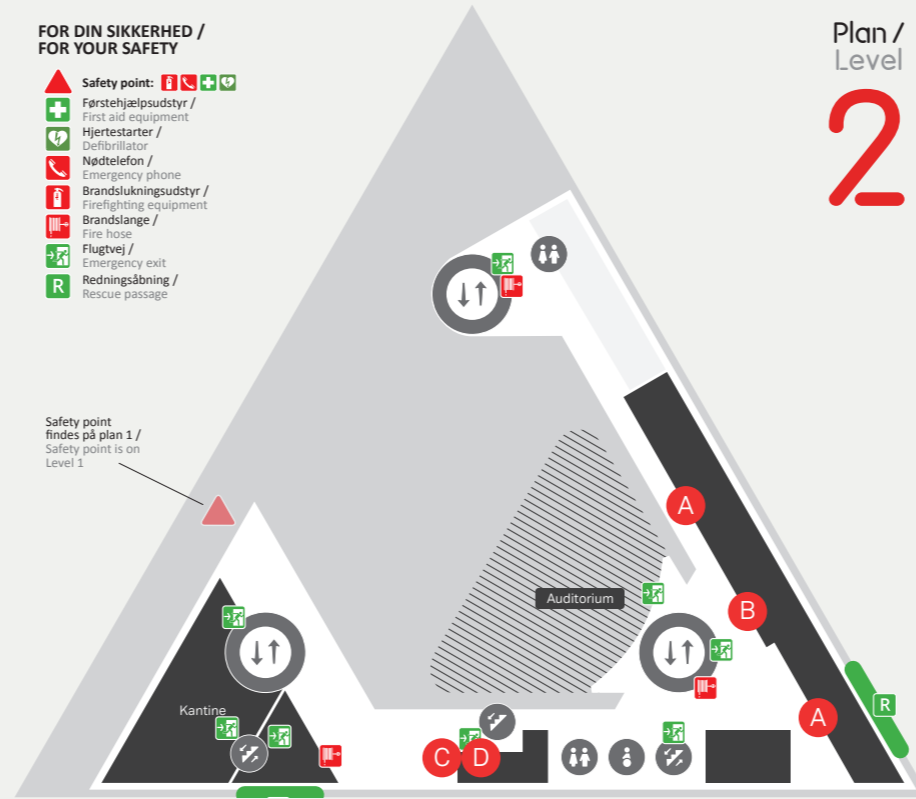 FOR DIN SIKKERHED /
FOR YOUR SAFETY
Safety point:
Førstehjælpsudstyr /
First aid equipment
Hjertestarter /
Defibrillator
Nødtelefon /
Emergency phone
Brandslukningsudstyr /
Firefighting equipment
Brandslange /
Fire hose
Flugtvej /
Emergency exit
R
Redningsåbning /
Rescue passage
Plan /
Level
2
Safety point
findes på plan 1 /
Safety point is on
Level 1
A
Auditorium
B
R
Kantine
A
C
D